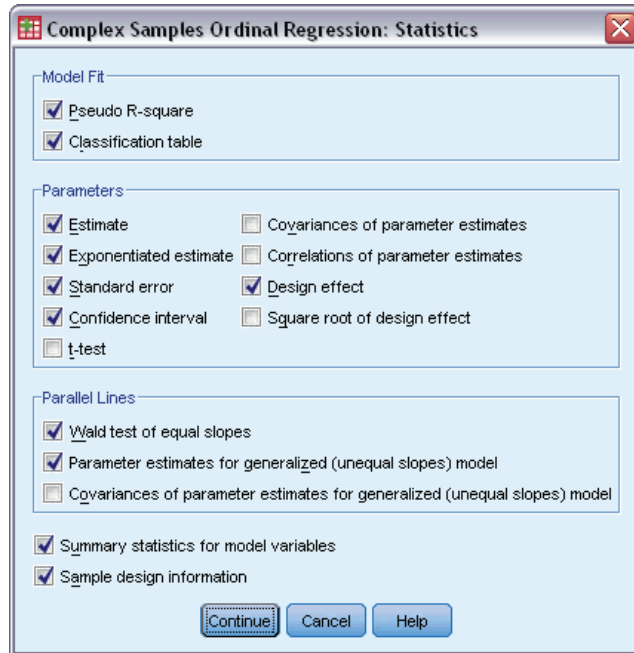 Complex Samples Ordinal Regression: Statistics
Model Fit
Pseudo R-square
Classification table
Parameters
Estimate
Covariances of parameter estimates
Exponentiated estimate
Correlations of parameter estimates
Standard error
Design effect
Confidence interval
Square root of design effect
t-test
Parallel Lines
Wald test of equal slopes
Parameter estimates for generalized (unequal slopes) model
Covariances of parameter estimates for generalized (unequal slopes) model
Summary statistics for model variables
Sample design information
Continue Cancel Help